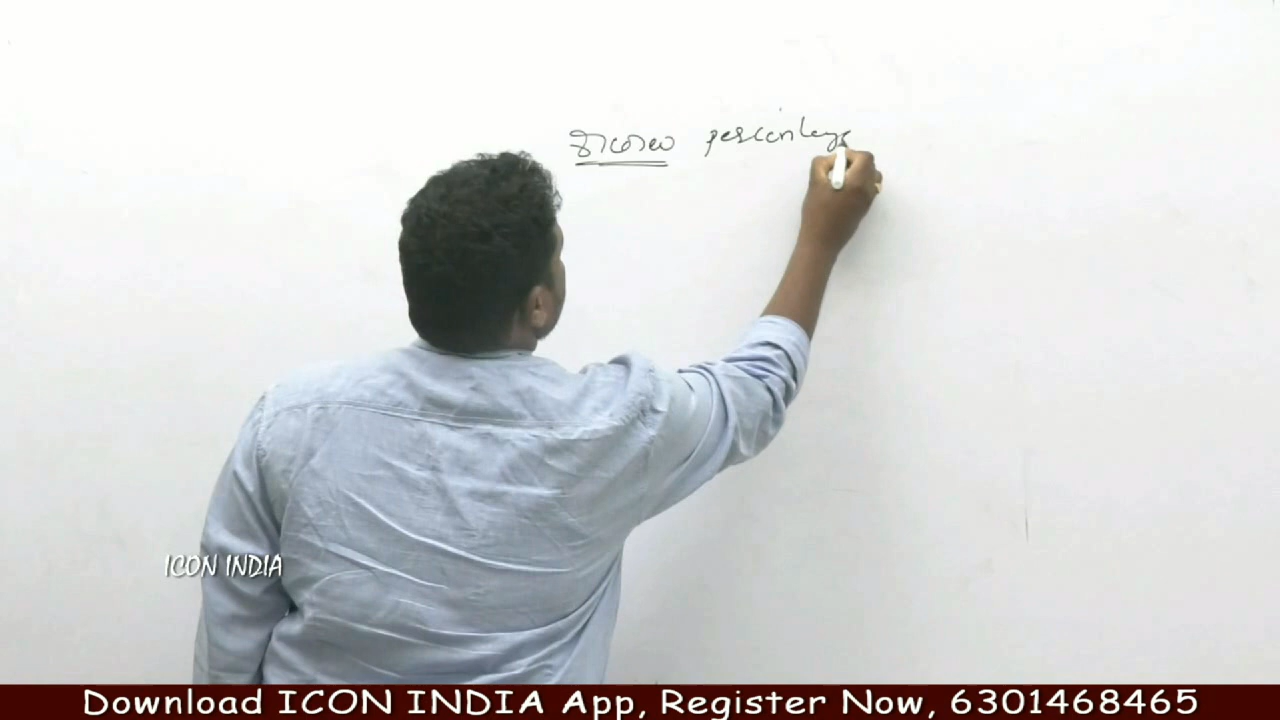 శాతాలు percentage
ICON INDIA
Download ICON INDIA App, Register Now, 6301468465